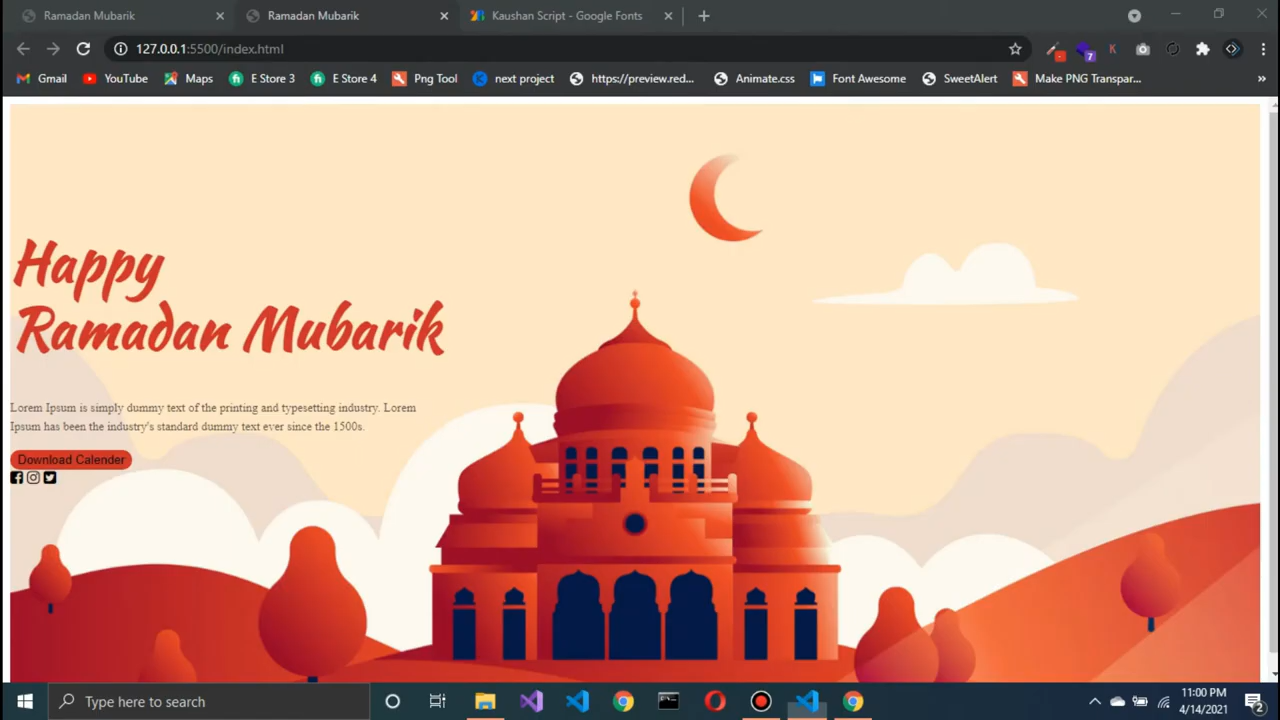 Ramadan Mubarik
Ramadan Mubarik
Kaushan Script - Google Fonts
127.0.0.1:5500/index.html
7
K
Gmail
YouTube
Maps
E Store 3
E Store 4
Png Tool
next project
https://preview.red...
Animate.css
Font Awesome
SweetAlert
Make PNG Transpar...
»
Happy
Ramadan Mubarik
Lorem Ipsum is simply dummy text of the printing and typesetting industry. Lorem
Ipsum has been the industry's standard dummy text ever since the 1500s.
Download Calender
Type here to search
11:00 PM
4/14/2021
2